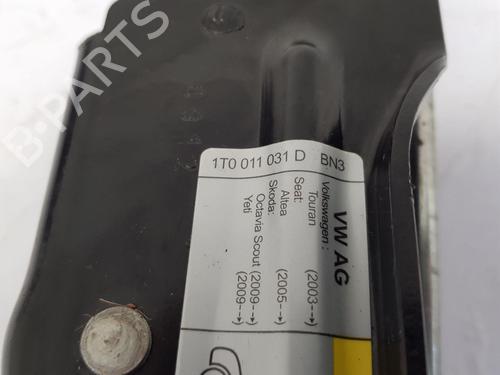 B-PARTS
1T0 011 031 D BN3
VW AG
Volkswagen :
Touran (2003-->)
Seat:
Altea (2005-->)
Skoda:
Octavia Scout (2009-->)
Yeti (2009-->)